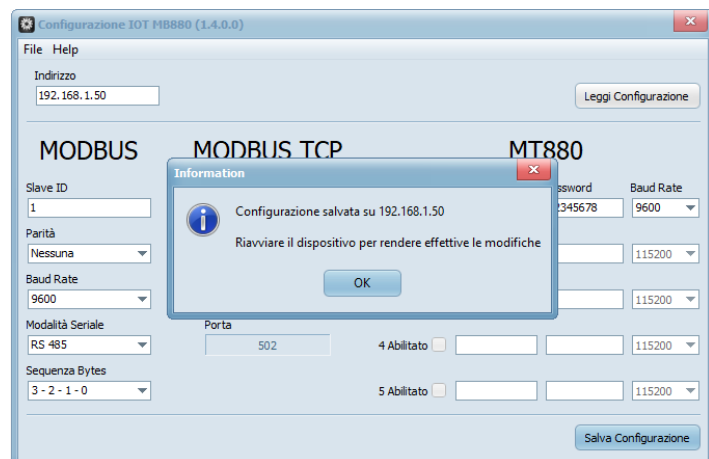 Configurazione IOT MB880 (1.4.0.0)
File Help
Indirizzo
192.168.1.50
Leggi Configurazione
MODBUS MODBUS TCP MT880
Information
Configurazione salvata su 192.168.1.50
Riavviare il dispositivo per rendere effettive le modifiche
OK
Slave ID
1
Parità
Nessuna
Baud Rate
9600
Modalità Seriale
RS 485
Sequenza Bytes
3 - 2 - 1 - 0
Porta
502
Baud Rate
9600
115200
115200
4 Abilitato 115200
5 Abilitato 115200
Salva Configurazione